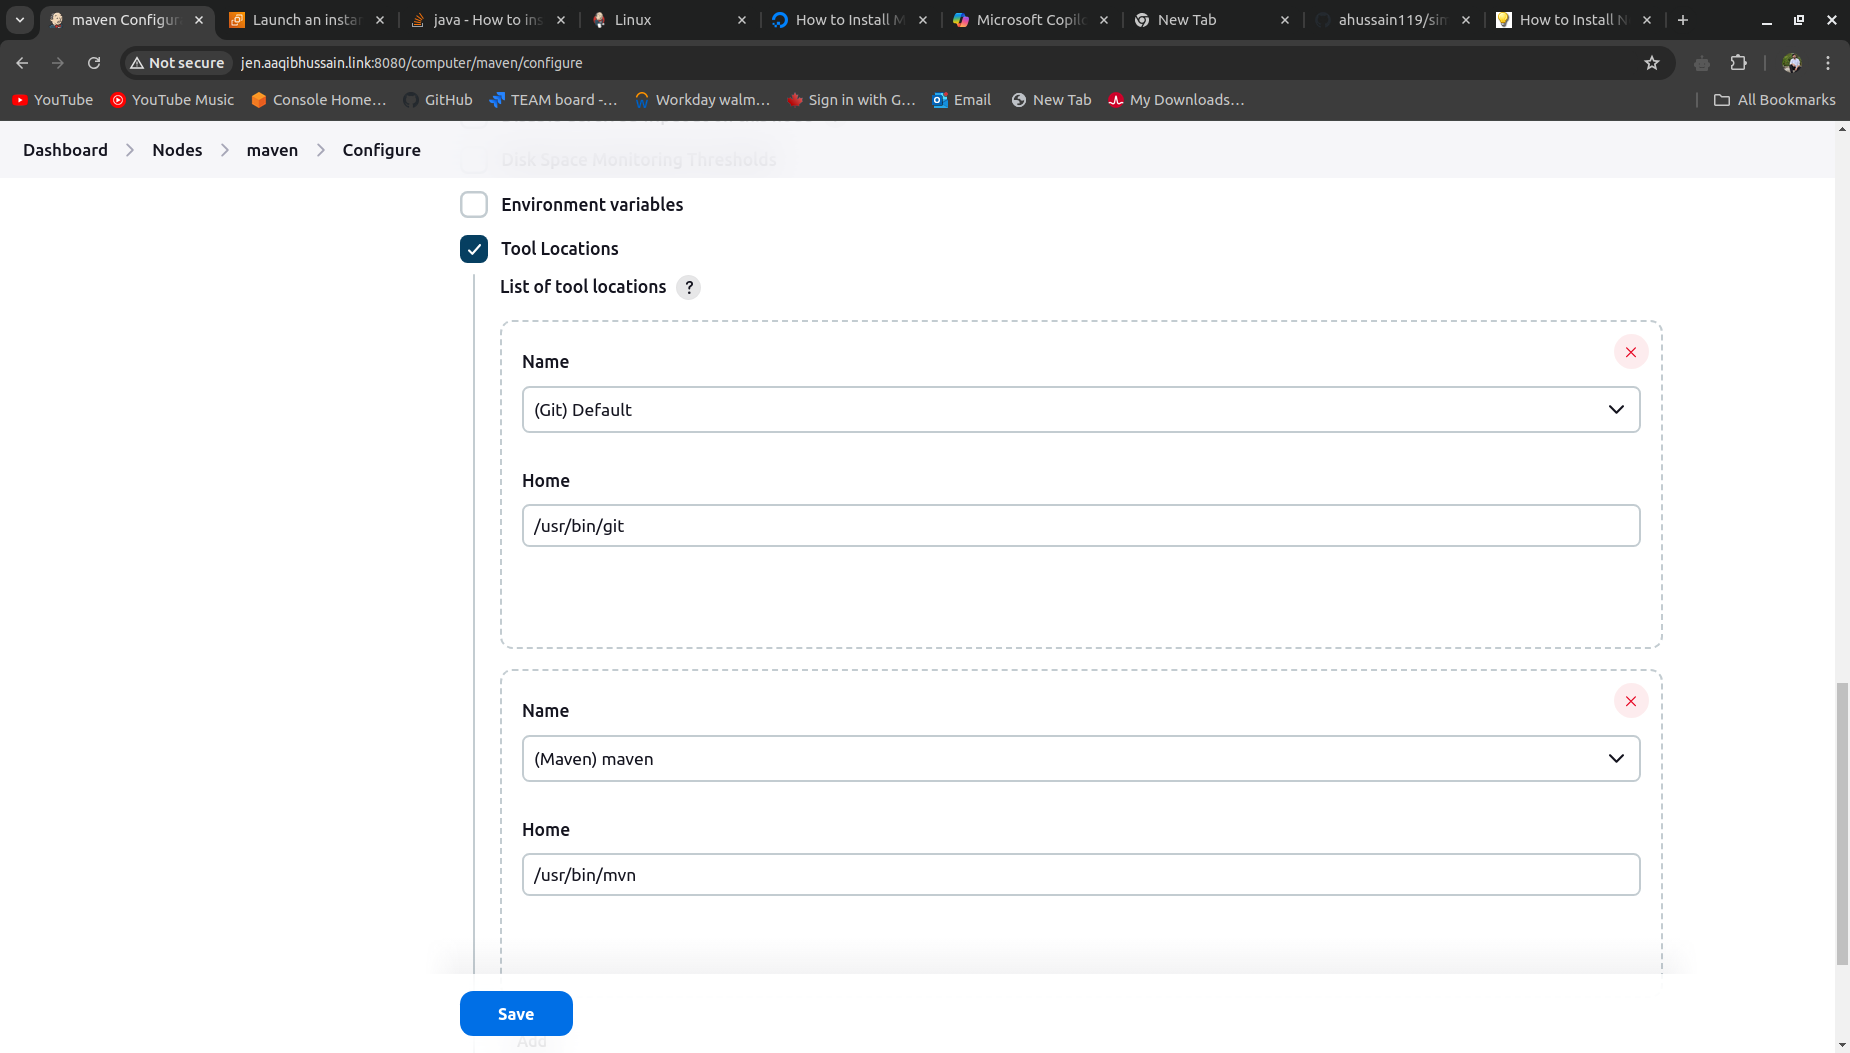 maven Configur
Launch an instan
java - How to ins
Linux
How to Install M
Microsoft Copilo
New Tab
ahussain119/sim
How to Install N
Not secure
jen.aaqibhussain.link:8080/computer/maven/configure
YouTube
YouTube Music
Console Home...
GitHub
TEAM board -...
Workday walm...
Sign in with G...
Email
New Tab
My Downloads...
All Bookmarks
Dashboard
Nodes
maven
Configure
Disk Space Monitoring Thresholds
Environment variables
Tool Locations
List of tool locations ?
Name
(Git) Default
Home
/usr/bin/git
Name
(Maven) maven
Home
/usr/bin/mvn
Save
Add